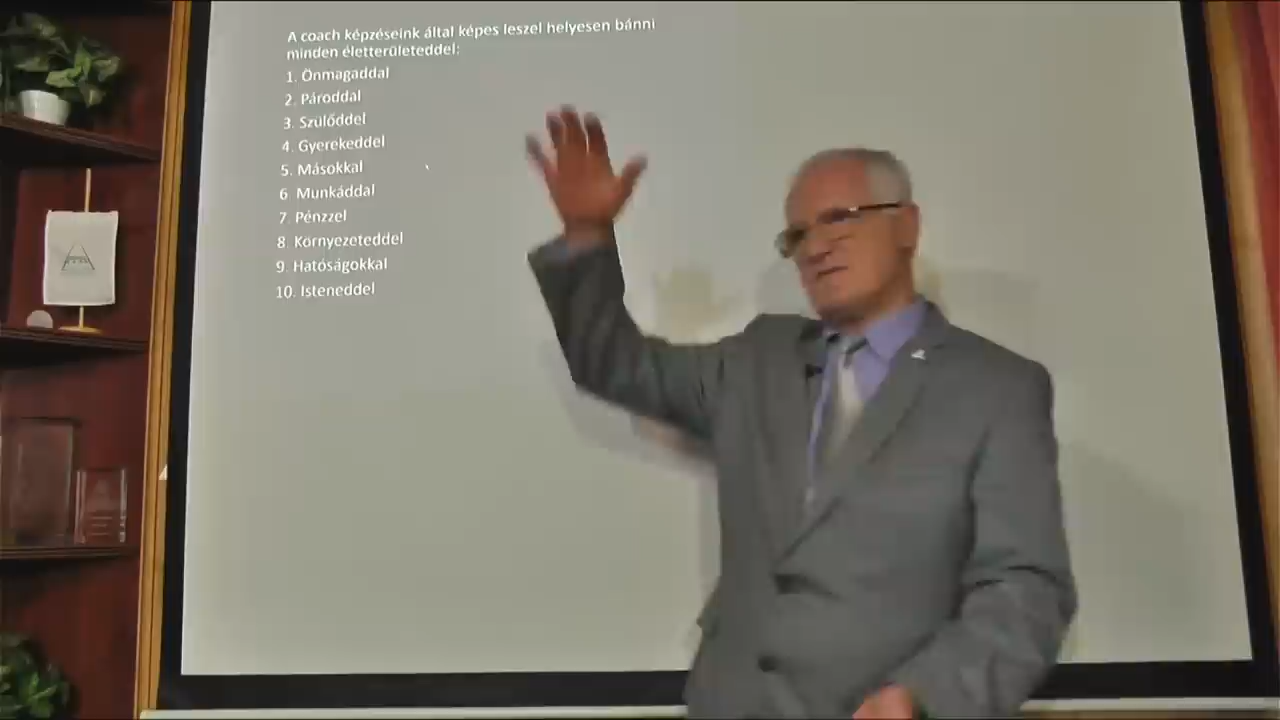 A coach képzéseink által képes leszel helyesen bánni
minden életterületeddel:
1. Önmagaddal
2. Pároddal
3. Szülőddel
4. Gyerekeddel
5. Másokkal
6. Munkáddal
7. Pénzzel
8. Környezeteddel
9. Hatóságokkal
10. Isteneddel